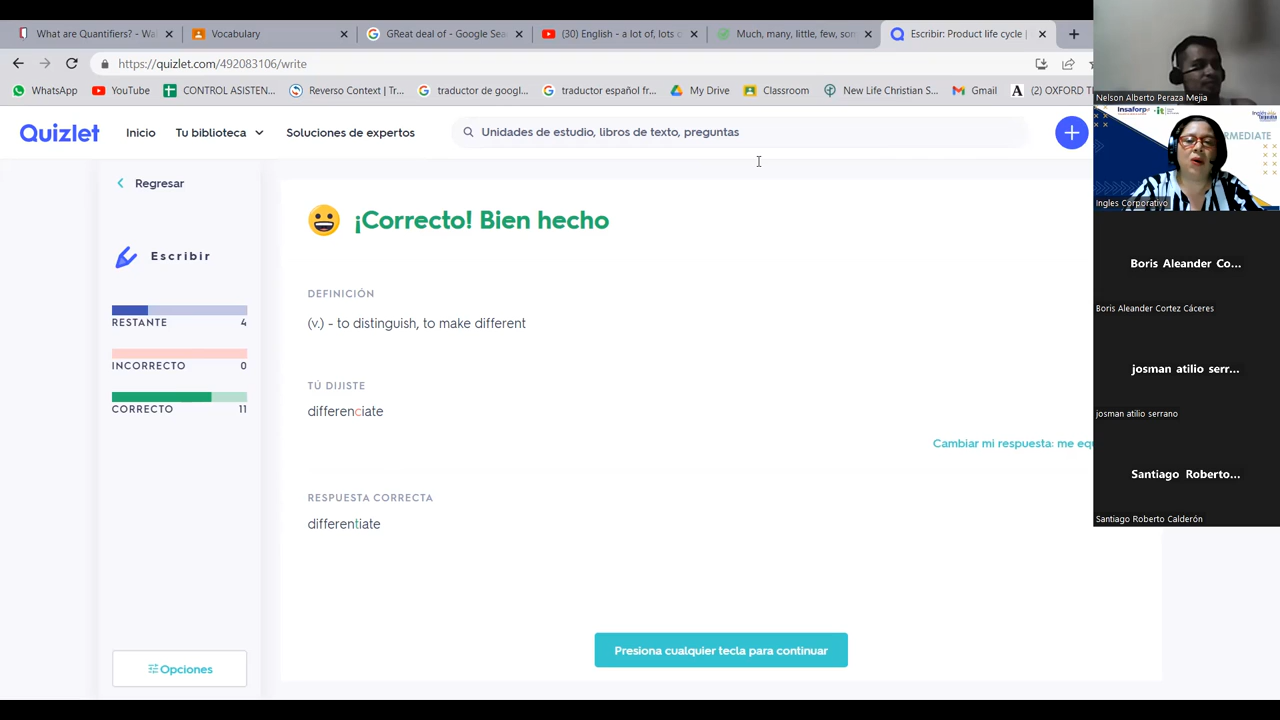 What are Quantifiers? - Wa
Vocabulary
GReat deal of - Google Sea
(30) English - a lot of, lots o
Much, many, little, few, som
Escribir: Product life cycle |
https://quizlet.com/492083106/write
WhatsApp
YouTube
CONTROL ASISTEN...
Reverso Context | Tr...
traductor de googl...
traductor español fr...
My Drive
Classroom
New Life Christian S...
Gmail
(2) OXFORD T
Quizlet
Inicio
Tu biblioteca
Soluciones de expertos
Unidades de estudio, libros de texto, preguntas
Regresar
Escribir
RESTANTE 4
INCORRECTO 0
CORRECTO 11
Opciones
¡Correcto! Bien hecho
DEFINICIÓN
(v.) - to distinguish, to make different
TÚ DIJISTE
differenciate
Cambiar mi respuesta: me equ
RESPUESTA CORRECTA
differentiate
Presiona cualquier tecla para continuar
Nelson Alberto Peraza Mejia
Insaforp
RMEDIATE
Ingles Corporativo
Boris Aleander Co...
Boris Aleander Cortez Cáceres
josman atilio serr...
josman atilio serrano
Santiago Roberto...
Santiago Roberto Calderón